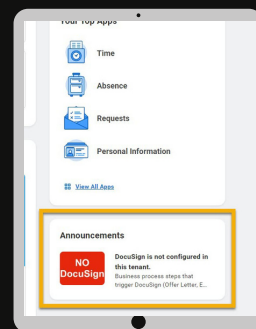 Your Top Apps
Time
Absence
Requests
Personal Information
View All Apps
Announcements
NO
DocuSign
DocuSign is not configured in
this tenant.
Business process steps that
trigger DocuSign (Offer Letter, E...